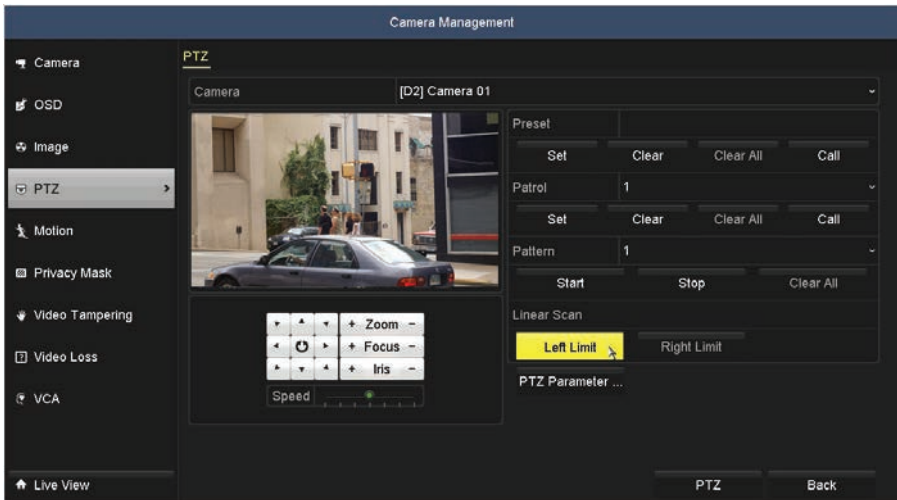 Camera Management
Camera
OSD
Image
PTZ
Motion
Privacy Mask
Video Tampering
Video Loss
VCA
Live View
PTZ
Camera [D2] Camera 01
Preset
Set Clear Clear All Call
Patrol 1
Set Clear Clear All Call
Pattern 1
Start Stop Clear All
Linear Scan
Left Limit Right Limit
PTZ Parameter ...
+ Zoom -
+ Focus -
+ Iris -
Speed
PTZ Back